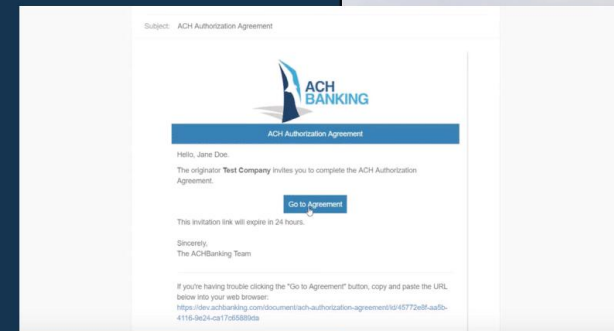 Subject: ACH Authorization Agreement
ACH
BANKING
ACH Authorization Agreement
Hello, Jane Doe.
The originator Test Company invites you to complete the ACH Authorization
Agreement.
Go to Agreement
This invitation link will expire in 24 hours.
Sincerely,
The ACHBanking Team
If you're having trouble clicking the "Go to Agreement" button, copy and paste the URL
below into your web browser:
https://dev.achbanking.com/document/ach-authorization-agreement/id/45772e8f-aa5b-
4116-9e24-ca17c65889da